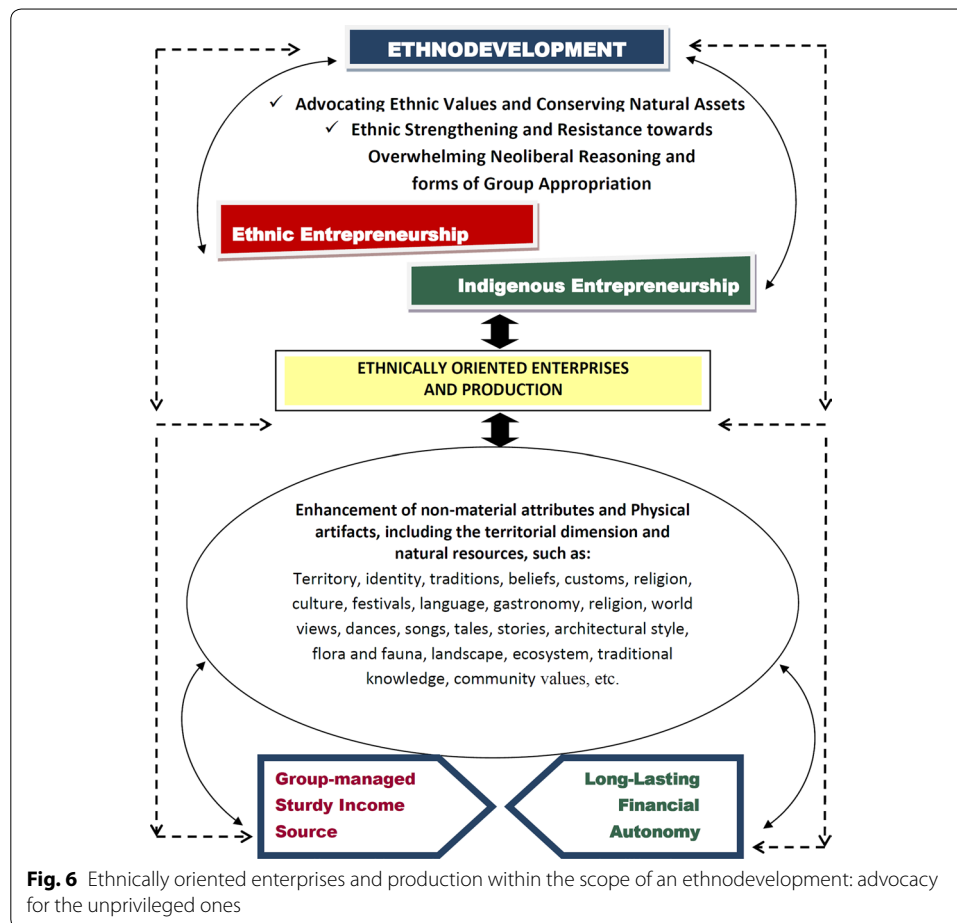 ETHNODEVELOPMENT
✓ Advocating Ethnic Values and Conserving Natural Assets
✓ Ethnic Strengthening and Resistance towards
Overwhelming Neoliberal Reasoning and
forms of Group Appropriation
Ethnic Entrepreneurship
Indigenous Entrepreneurship
ETHNICALLY ORIENTED ENTERPRISES
AND PRODUCTION
Enhancement of non-material attributes and Physical
artifacts, including the territorial dimension and
natural resources, such as:
Territory, identity, traditions, beliefs, customs, religion,
culture, festivals, language, gastronomy, religion, world
views, dances, songs, tales, stories, architectural style,
flora and fauna, landscape, ecosystem, traditional
knowledge, community values, etc.
Group-managed
Sturdy Income
Source
Long-Lasting
Financial
Autonomy
Fig. 6 Ethnically oriented enterprises and production within the scope of an ethnodevelopment: advocacy
for the unprivileged ones